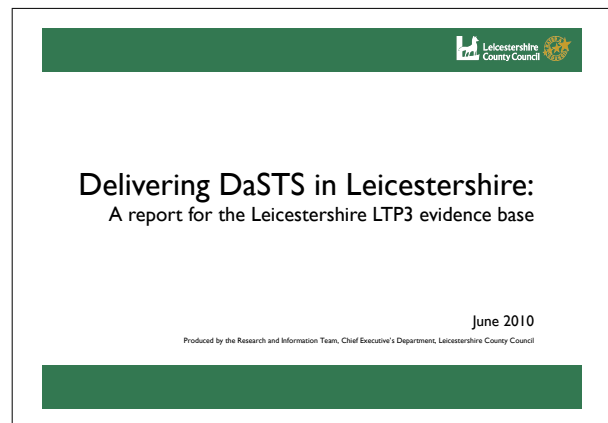 Leicestershire
County Council
Delivering DaSTS in Leicestershire:
A report for the Leicestershire LTP3 evidence base
June 2010
Produced by the Research and Information Team, Chief Executive's Department, Leicestershire County Council